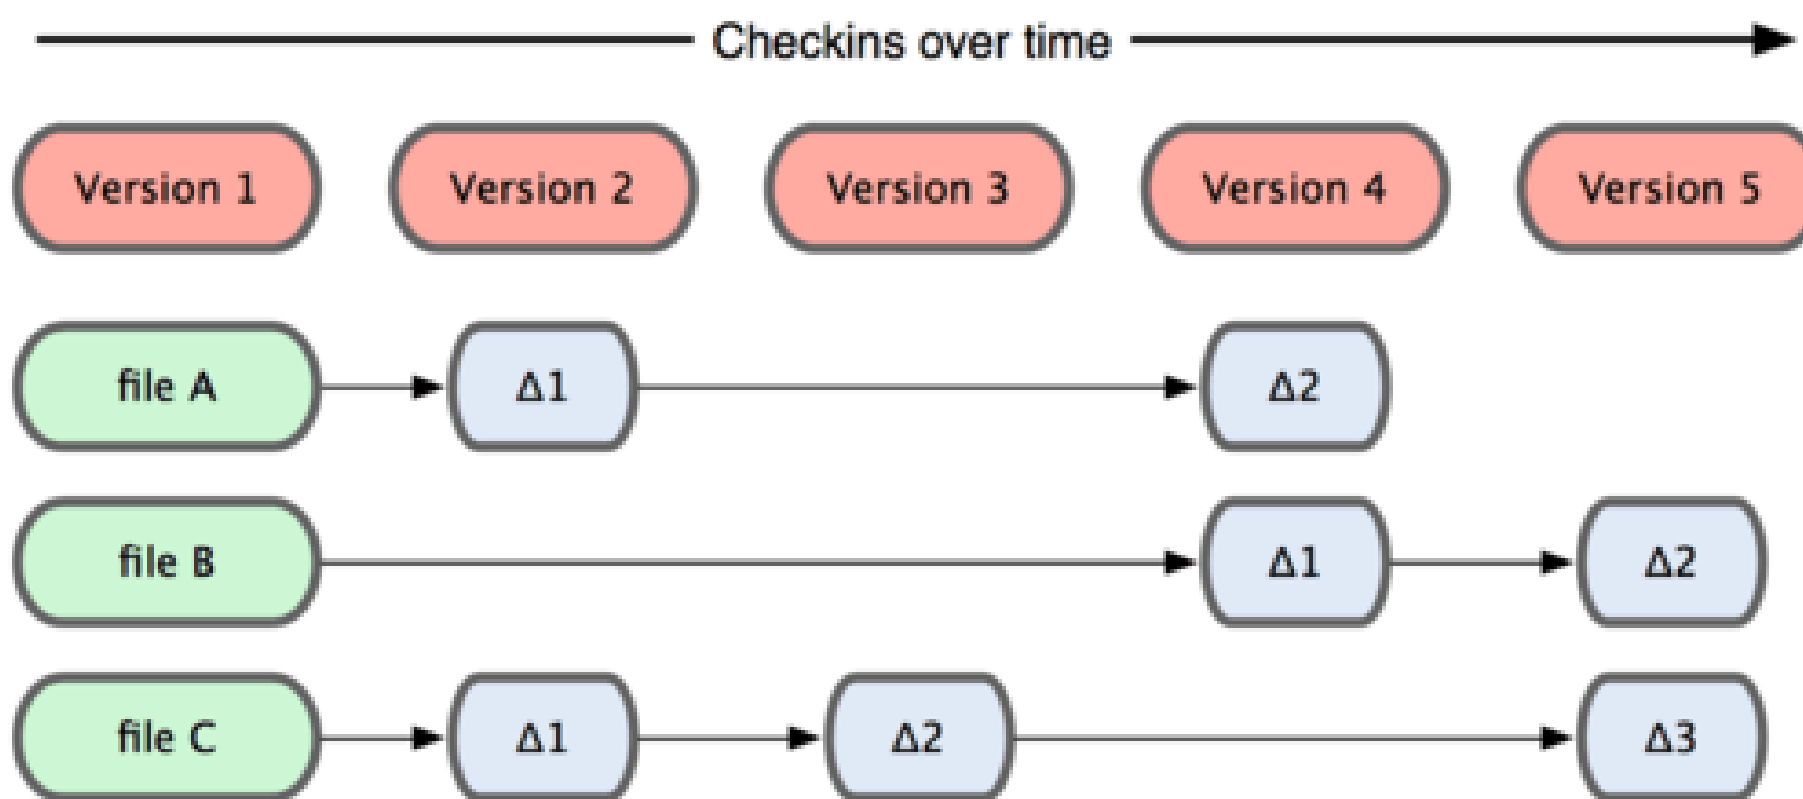 Checkins over time
Version 1 Version 2 Version 3 Version 4 Version 5
file A Δ1 Δ2
file B Δ1 Δ2
file C Δ1 Δ2 Δ3